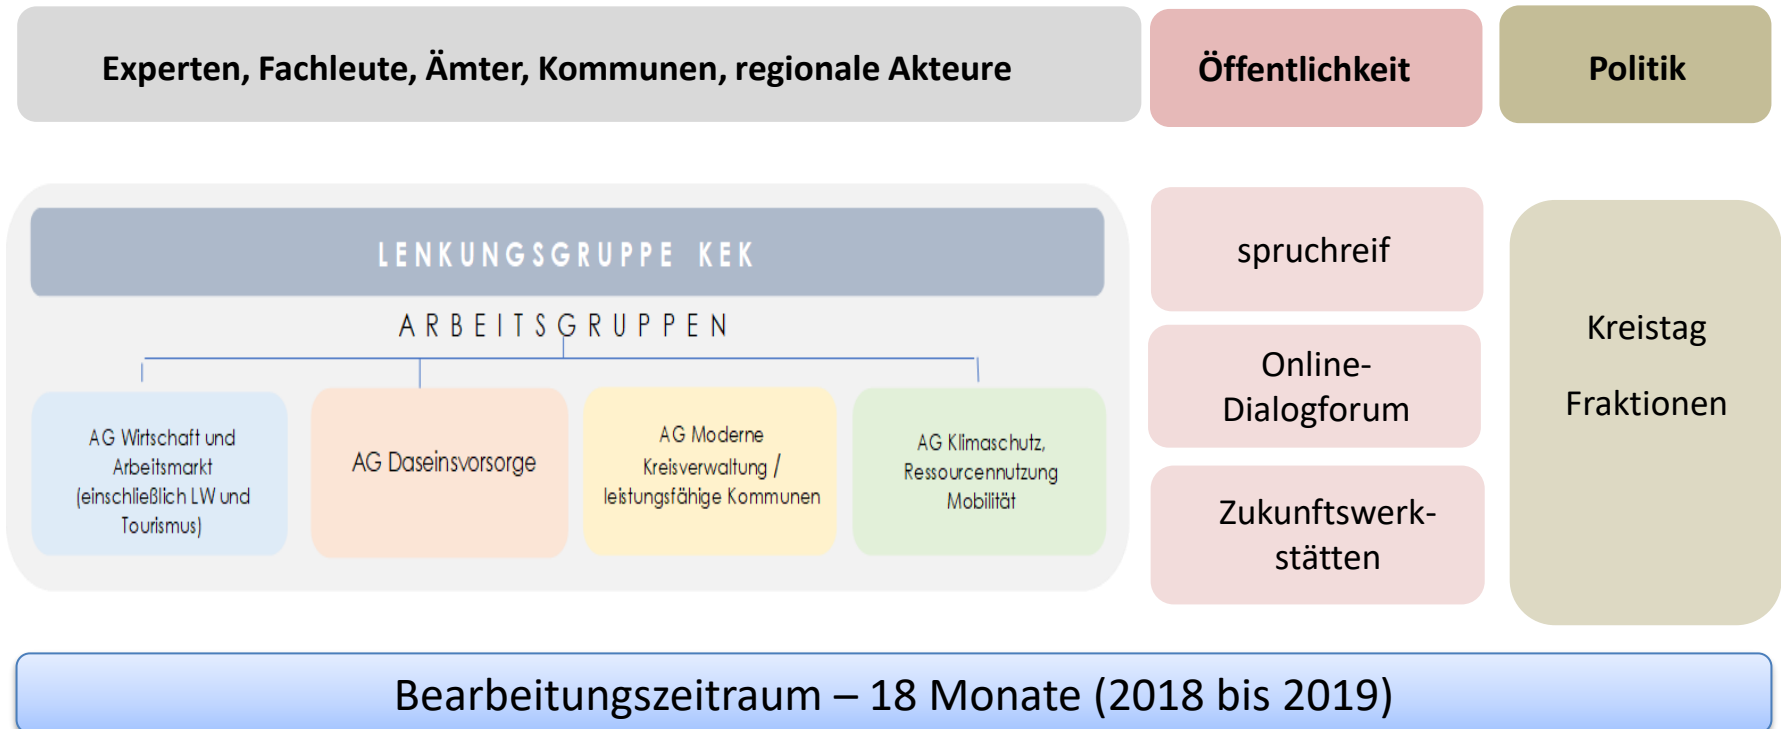 Experten, Fachleute, Ämter, Kommunen, regionale Akteure
Öffentlichkeit
Politik
LENKUNGSGRUPPE KEK
ARBEITSGRUPPEN
AG Wirtschaft und
Arbeitsmarkt
(einschließlich LW und
Tourismus)
AG Daseinsvorsorge
AG Moderne
Kreisverwaltung /
leistungsfähige Kommunen
AG Klimaschutz,
Ressourcennutzung
Mobilität
spruchreif
Online-
Dialogforum
Zukunftswerk-
stätten
Kreistag
Fraktionen
Bearbeitungszeitraum – 18 Monate (2018 bis 2019)